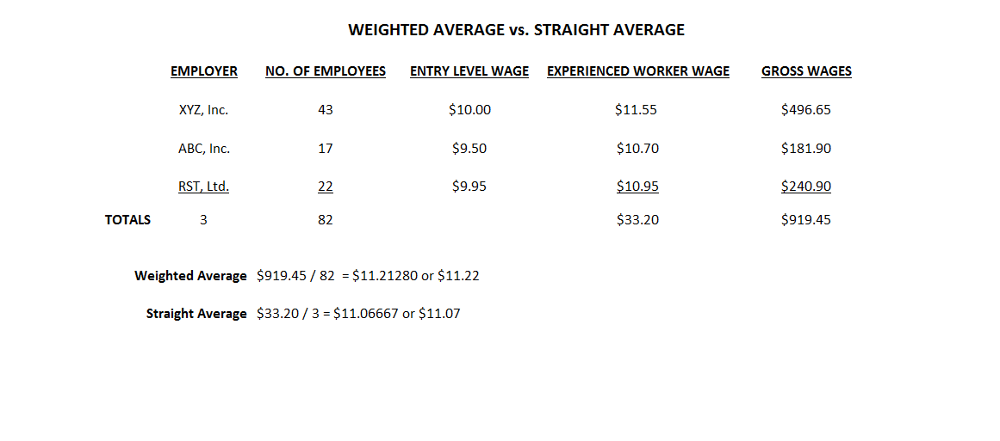 WEIGHTED AVERAGE vs. STRAIGHT AVERAGE
EMPLOYER NO. OF EMPLOYEES ENTRY LEVEL WAGE EXPERIENCED WORKER WAGE GROSS WAGES
XYZ, Inc. 43 $10.00 $11.55 $496.65
ABC, Inc. 17 $9.50 $10.70 $181.90
RST, Ltd. 22 $9.95 $10.95 $240.90
TOTALS 3 82 $33.20 $919.45
Weighted Average $919.45 / 82 = $11.21280 or $11.22
Straight Average $33.20 / 3 = $11.06667 or $11.07